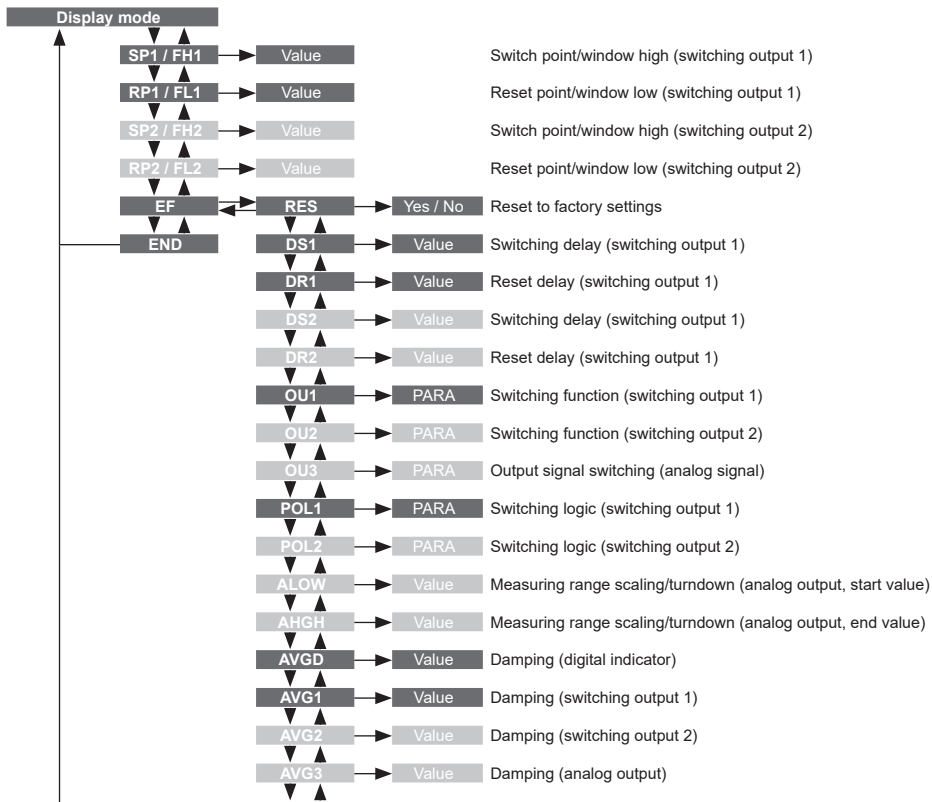 Display mode
SP1 / FH1 Value Switch point/window high (switching output 1)
RP1 / FL1 Value Reset point/window low (switching output 1)
SP2 / FH2 Value Switch point/window high (switching output 2)
RP2 / FL2 Value Reset point/window low (switching output 2)
EF RES Yes / No Reset to factory settings
END DS1 Value Switching delay (switching output 1)
DR1 Value Reset delay (switching output 1)
DS2 Value Switching delay (switching output 1)
DR2 Value Reset delay (switching output 1)
OU1 PARA Switching function (switching output 1)
OU2 PARA Switching function (switching output 2)
OU3 PARA Output signal switching (analog signal)
POL1 PARA Switching logic (switching output 1)
POL2 PARA Switching logic (switching output 2)
ALOW Value Measuring range scaling/turndown (analog output, start value)
AHGH Value Measuring range scaling/turndown (analog output, end value)
AVGD Value Damping (digital indicator)
AVG1 Value Damping (switching output 1)
AVG2 Value Damping (switching output 2)
AVG3 Value Damping (analog output)